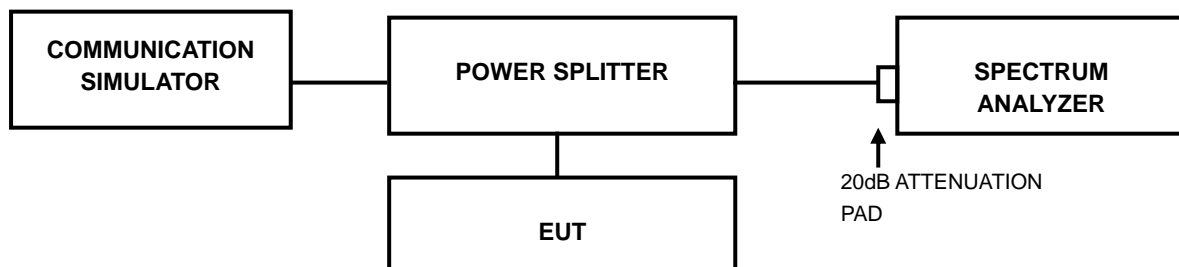 COMMUNICATION
SIMULATOR
POWER SPLITTER
SPECTRUM
ANALYZER
20dB ATTENUATION
PAD
EUT